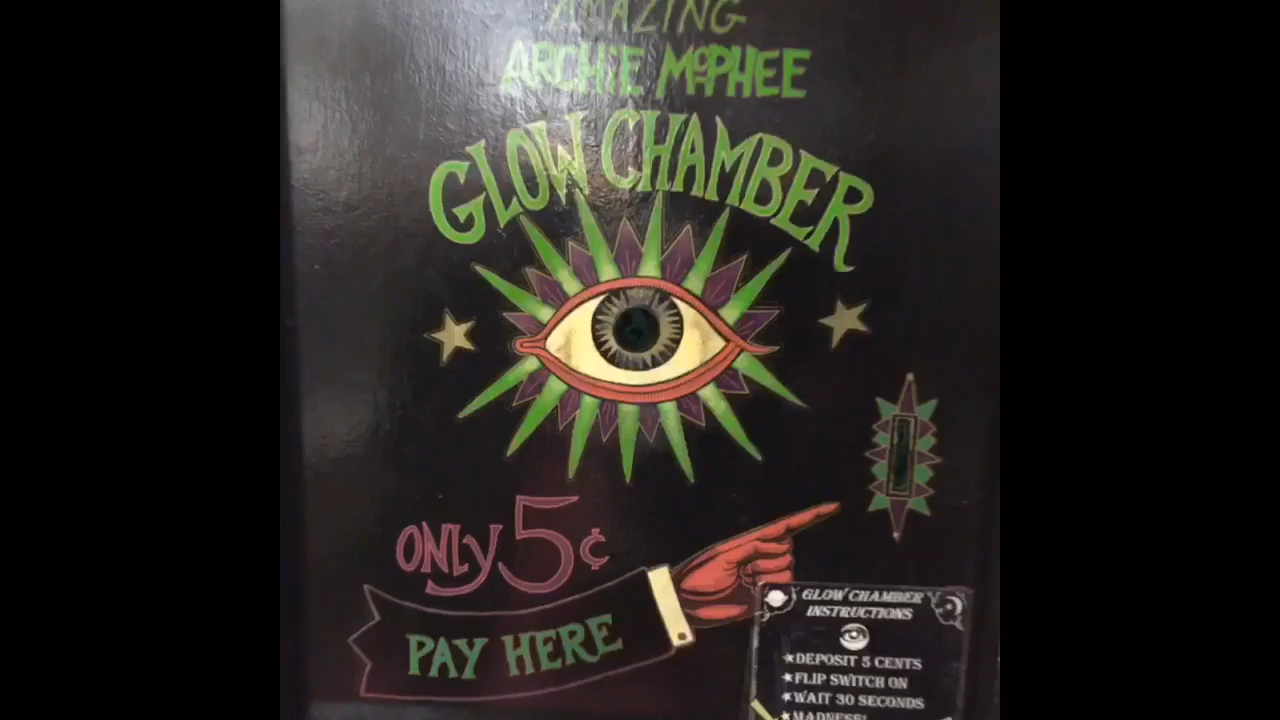 AMAZING
ARCHiE McPHEE
GLOW CHAMBER
ONLY 5¢
PAY HERE
GLOW CHAMBER
INSTRUCTIONS
★DEPOSIT 5 CENTS
★FLIP SWITCH ON
★WAIT 30 SECONDS
★MADNESS!